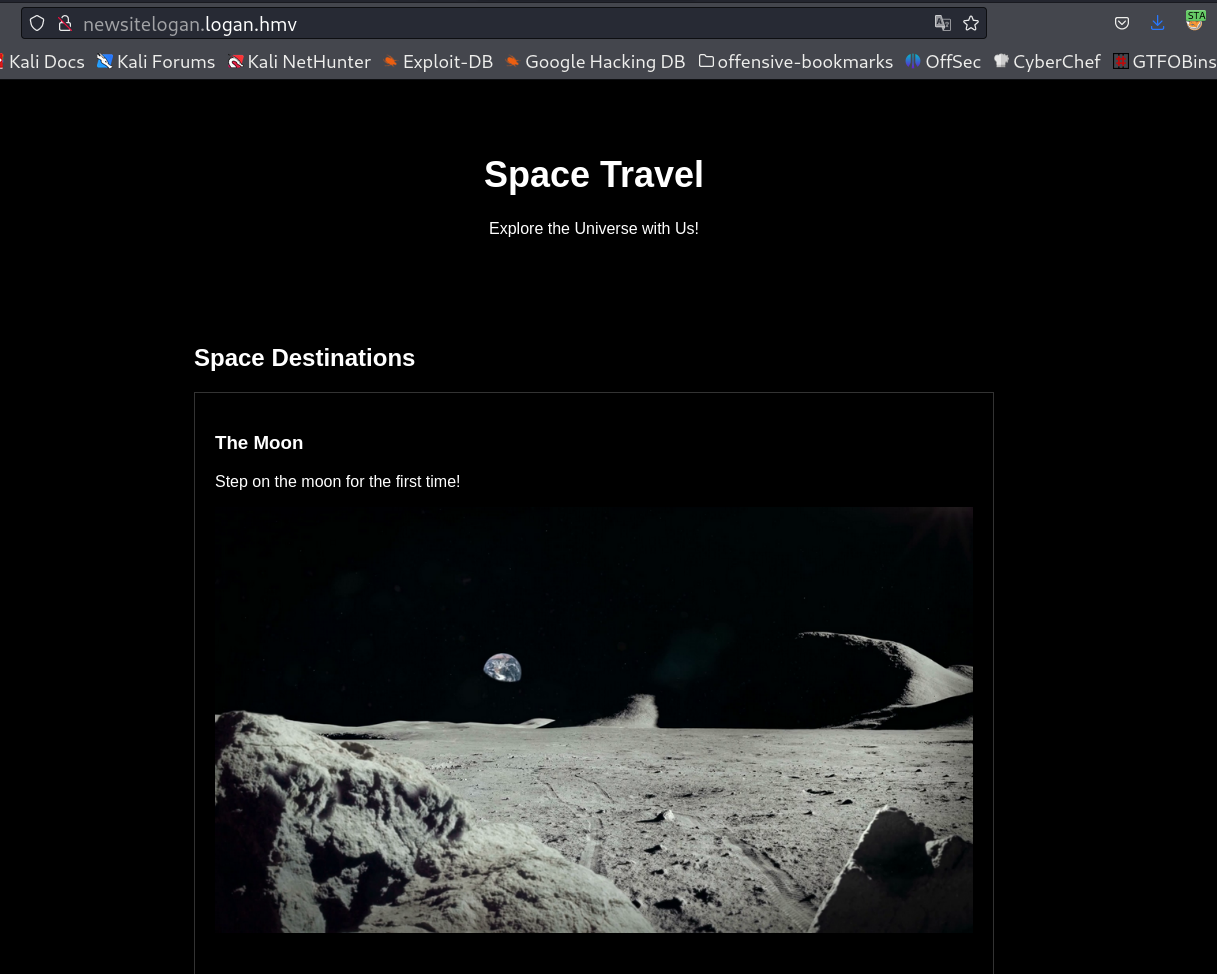 newsitelogan.logan.hmv
STA
Kali Docs Kali Forums Kali NetHunter Exploit-DB Google Hacking DB offensive-bookmarks OffSec CyberChef GTFOBins
Space Travel
Explore the Universe with Us!
Space Destinations
The Moon
Step on the moon for the first time!